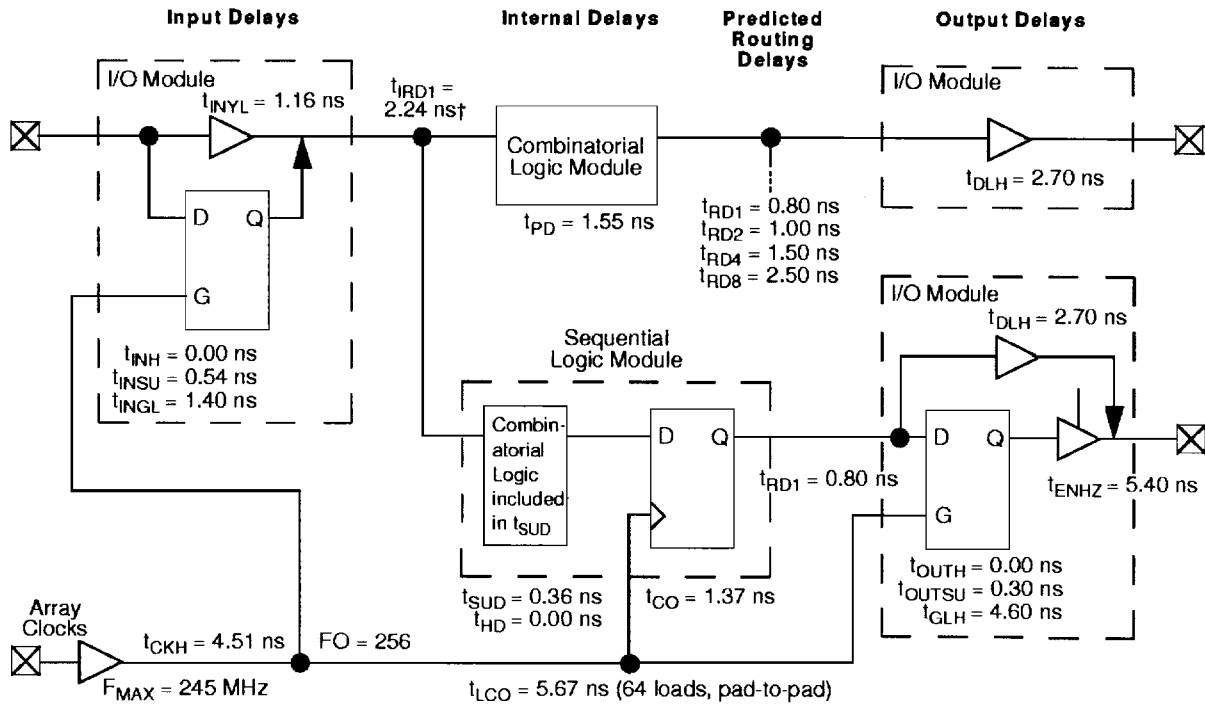 Input Delays
Internal Delays
Predicted
Routing
Delays
Output Delays
I/O Module
tINYL = 1.16 ns
D Q
G
tINH = 0.00 ns
tINSU = 0.54 ns
tINGL = 1.40 ns
tIRD1 =
2.24 ns†
Combinatorial
Logic Module
tPD = 1.55 ns
tRD1 = 0.80 ns
tRD2 = 1.00 ns
tRD4 = 1.50 ns
tRD8 = 2.50 ns
I/O Module
tDLH = 2.70 ns
Sequential
Logic Module
Combin-
atorial
Logic
included
in tSUD
D Q
tSUD = 0.36 ns
tHD = 0.00 ns
tCO = 1.37 ns
tRD1 = 0.80 ns
I/O Module
tDLH = 2.70 ns
D Q
G
tENHZ = 5.40 ns
tOUTH = 0.00 ns
tOUTSU = 0.30 ns
tGLH = 4.60 ns
Array
Clocks
tCKH = 4.51 ns
FO = 256
FMAX = 245 MHz
tLCO = 5.67 ns (64 loads, pad-to-pad)